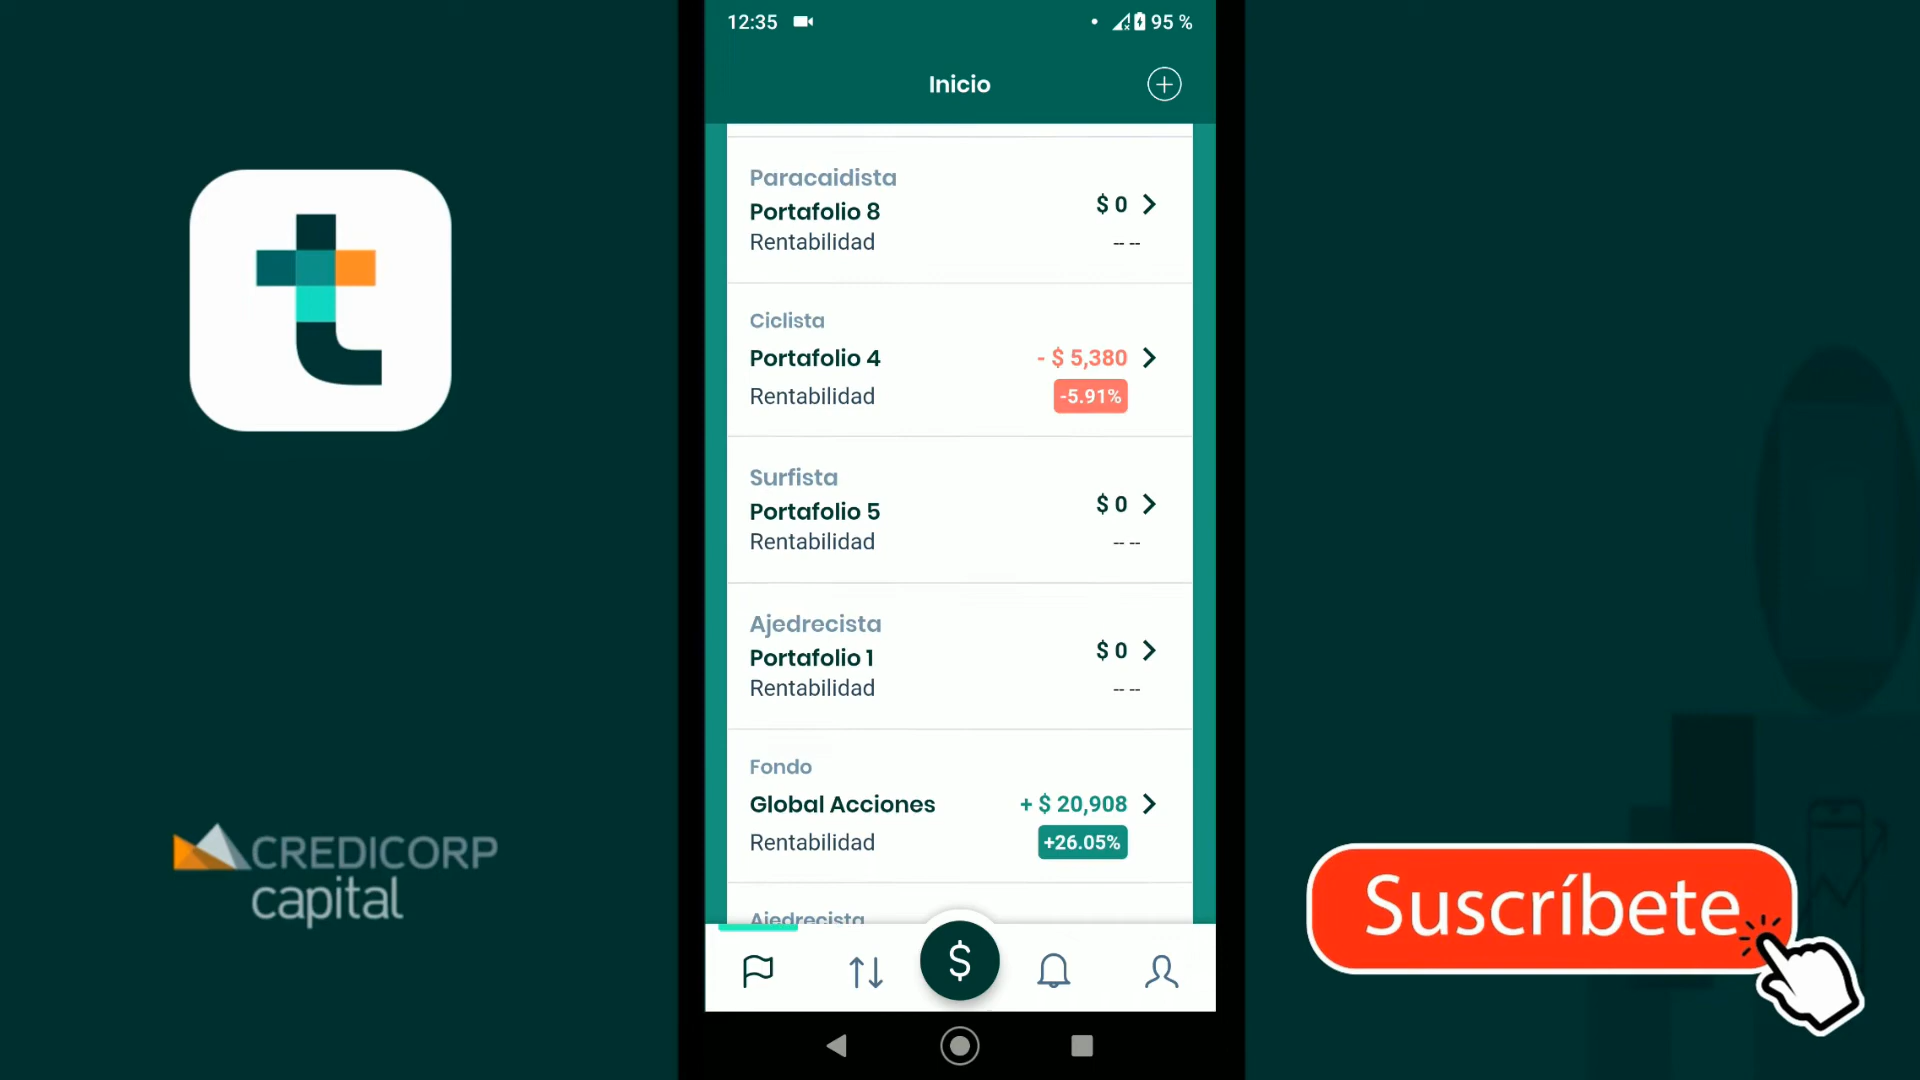 12:35
95 %
Inicio
Paracaidista
Portafolio 8
$ 0
Rentabilidad
-- --
Ciclista
Portafolio 4
- $ 5,380
Rentabilidad
-5.91%
Surfista
Portafolio 5
$ 0
Rentabilidad
-- --
Ajedrecista
Portafolio 1
$ 0
Rentabilidad
-- --
Fondo
Global Acciones
+ $ 20,908
Rentabilidad
+26.05%
Ajedrecista
$
t
CREDICORP
capital
Suscríbete